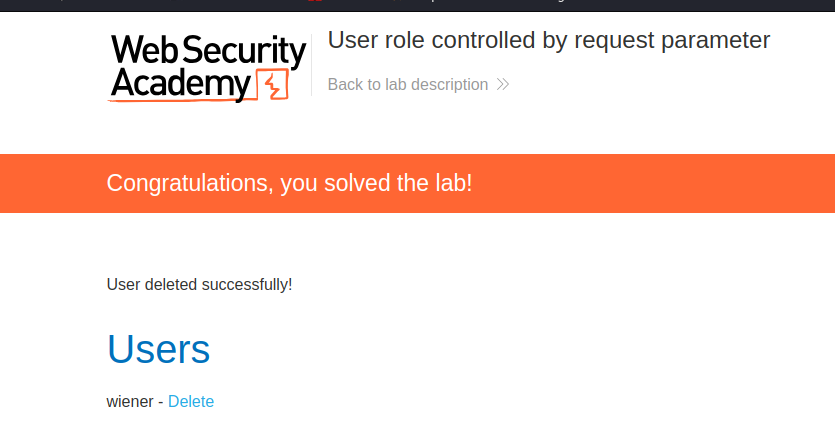 Web Security
Academy
User role controlled by request parameter
Back to lab description
Congratulations, you solved the lab!
User deleted successfully!
Users
wiener - Delete